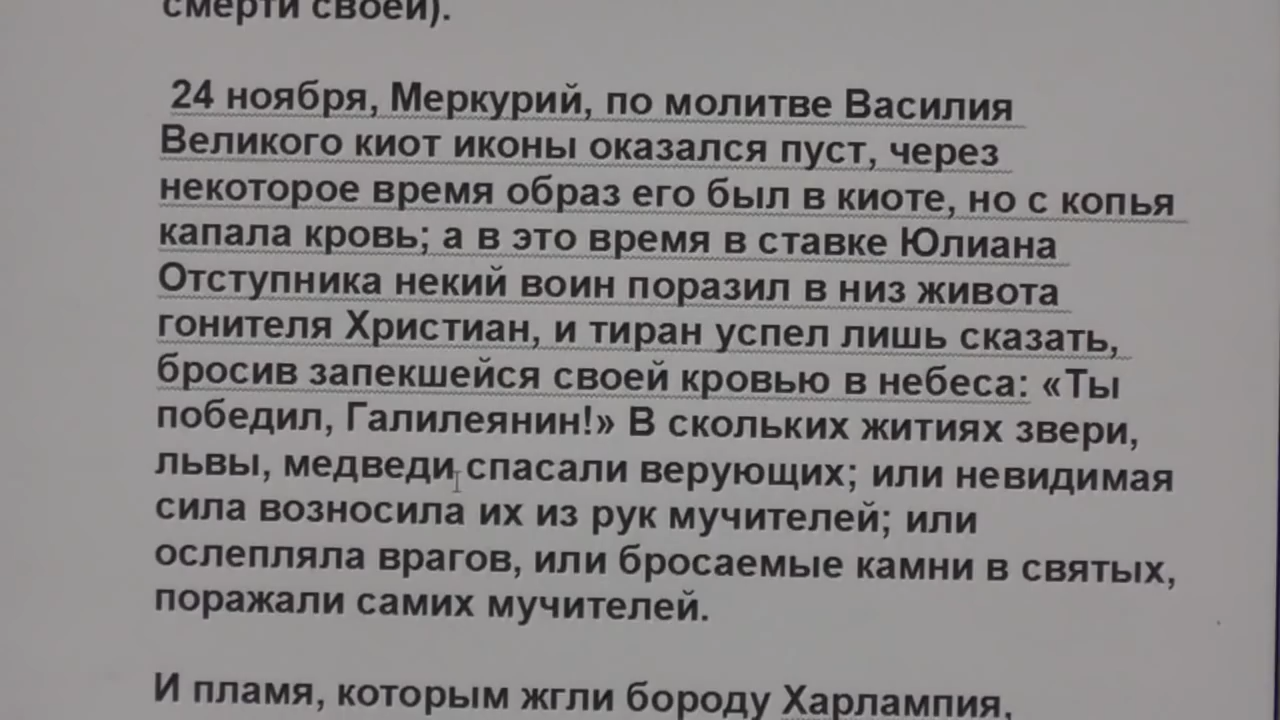 смерти своей).
24 ноября, Меркурий, по молитве Василия
Великого киот иконы оказался пуст, через
некоторое время образ его был в киоте, но с копья
капала кровь; а в это время в ставке Юлиана
Отступника некий воин поразил в низ живота
гонителя Христиан, и тиран успел лишь сказать,
бросив запекшейся своей кровью в небеса: «Ты
победил, Галилеянин!» В скольких житиях звери,
львы, медведи спасали верующих; или невидимая
сила возносила их из рук мучителей; или
ослепляла врагов, или бросаемые камни в святых,
поражали самих мучителей.
И пламя, которым жгли бороду Харлампия,